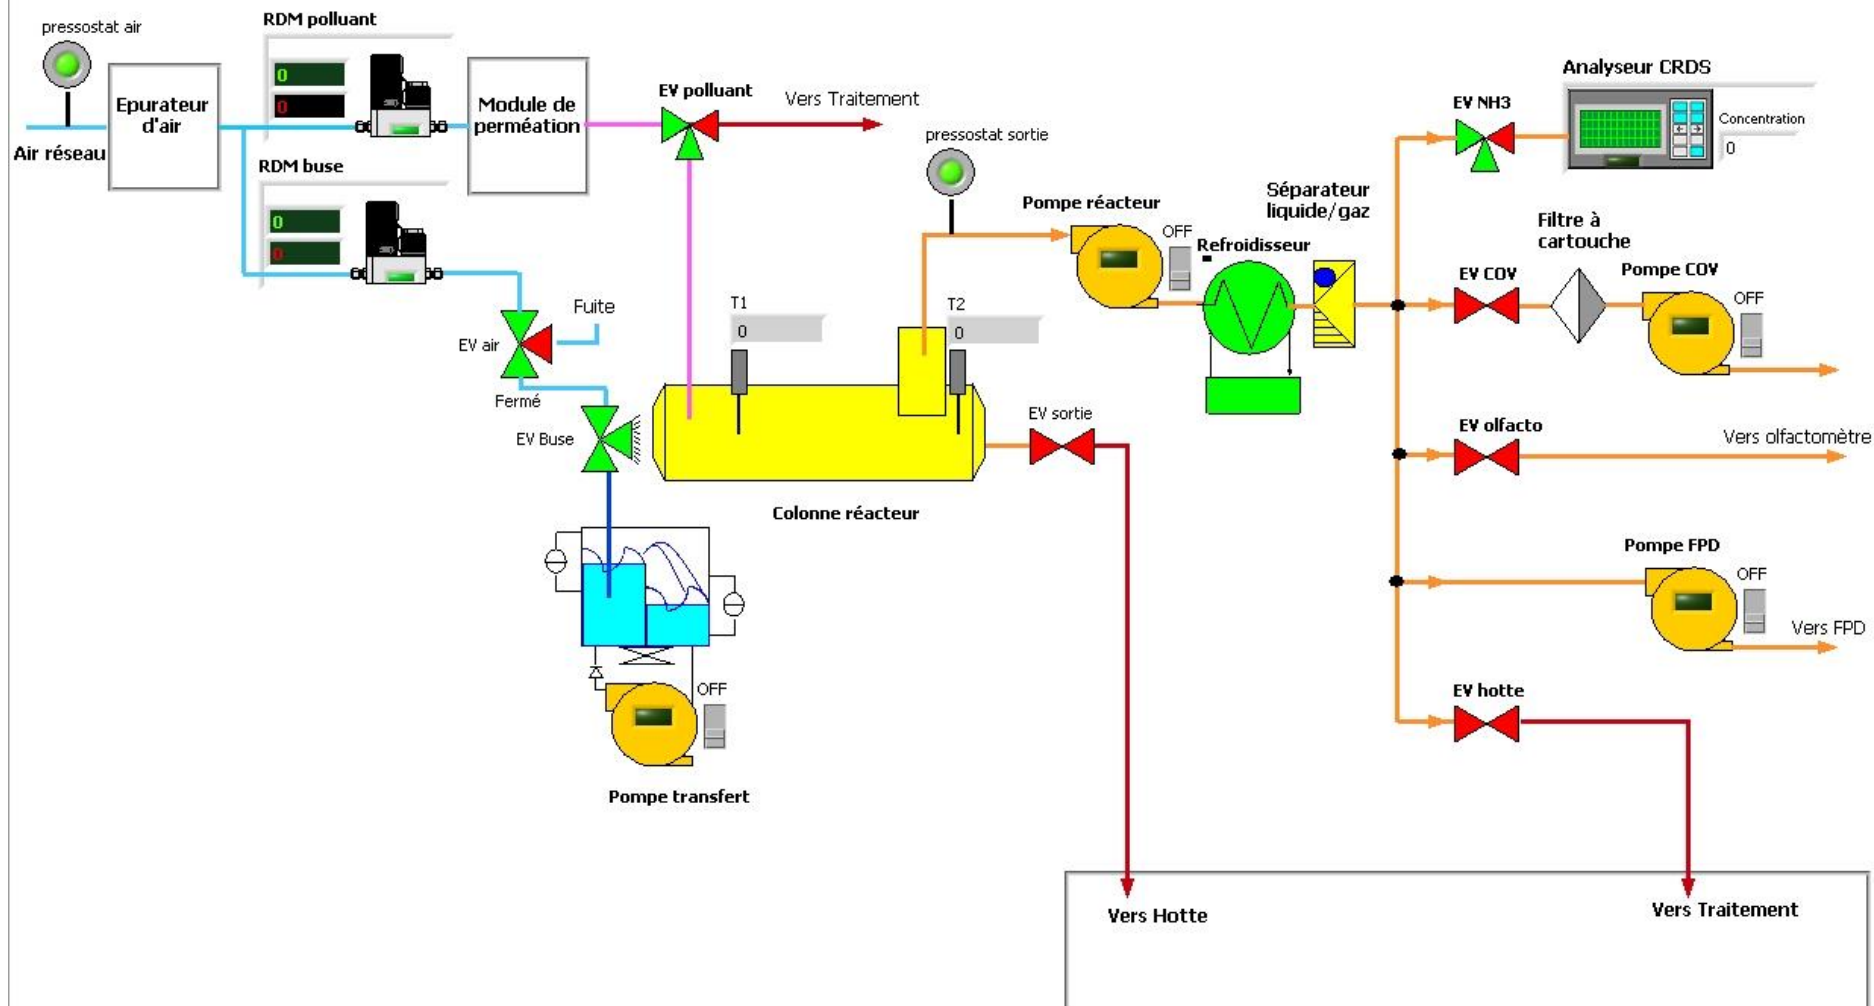 pressostat air
RDM polluant
0
0
Epurateur
d'air
Air réseau
RDM buse
0
0
Module de
perméation
EV polluant
Vers Traitement
pressostat sortie
Pompe réacteur
OFF
Refroidisseur
Séparateur
liquide/gaz
EV NH3
Analyseur CRDS
Concentration
0
Filtre à
cartouche
EV COV
Pompe COV
OFF
Fuite
EV air
Fermé
EV Buse
T1
0
T2
0
EV sortie
Colonne réacteur
EV olfacto
Vers olfactomètre
Pompe FPD
OFF
Vers FPD
EV hotte
OFF
Pompe transfert
Vers Hotte
Vers Traitement